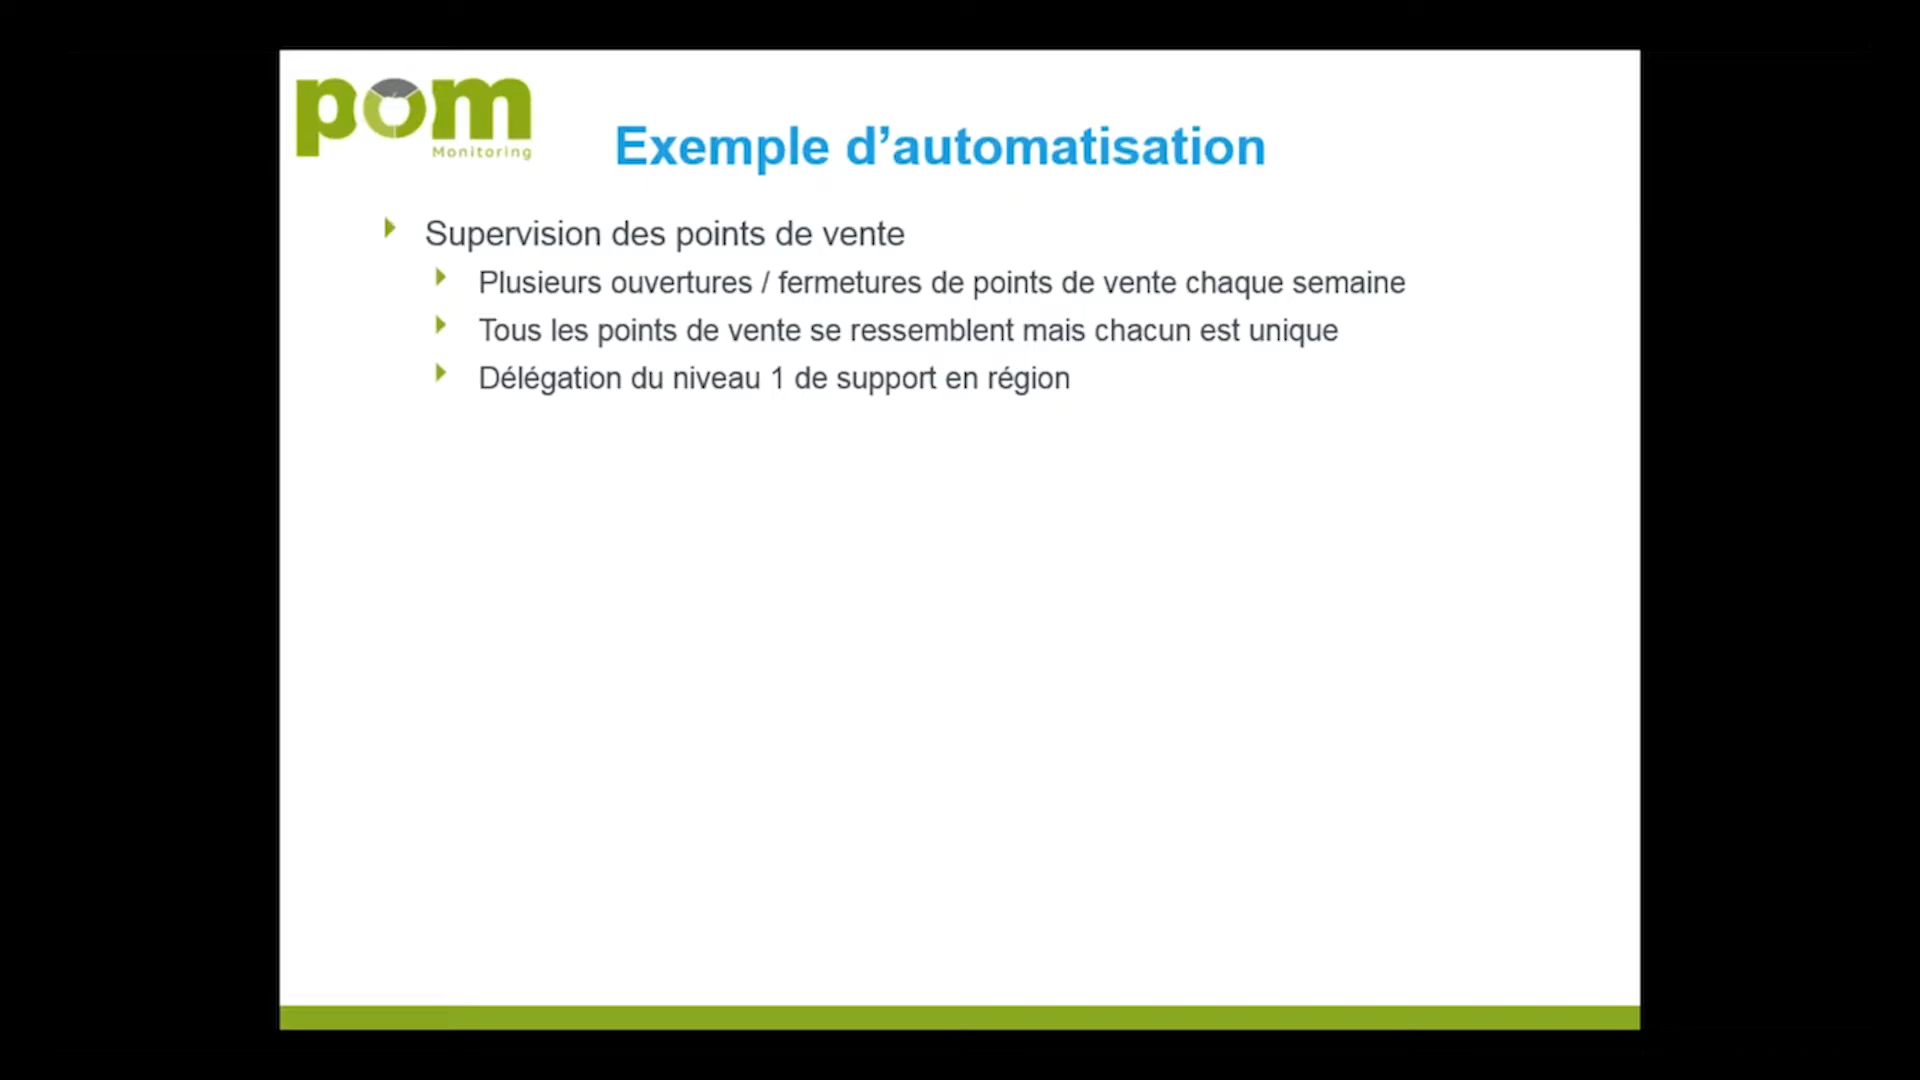 pom
Monitoring
Exemple d’automatisation
Supervision des points de vente
Plusieurs ouvertures / fermetures de points de vente chaque semaine
Tous les points de vente se ressemblent mais chacun est unique
Délégation du niveau 1 de support en région